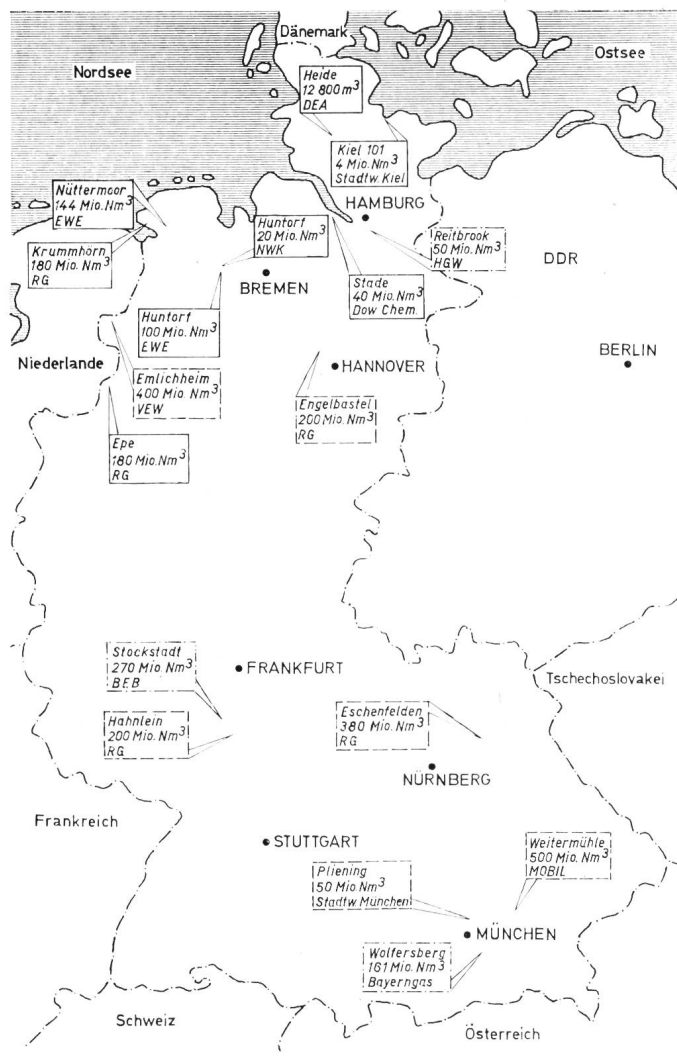 Dänemark
Nordsee
Ostsee
Heide
12 800 m³
DEA
Kiel 101
4 Mio. Nm³
Stadtw. Kiel
Nüttermoor
144 Mio. Nm³
EWE
HAMBURG
Huntorf
20 Mio. Nm³
NWK
Krummhörn
180 Mio. Nm³
RG
Reitbrook
50 Mio. Nm³
HGW
DDR
BREMEN
Stade
40 Mio. Nm³
Dow Chem.
Huntorf
100 Mio. Nm³
EWE
Niederlande
HANNOVER
BERLIN
Emlichheim
400 Mio. Nm³
VEW
Engelbastel
200 Mio. Nm³
RG
Epe
180 Mio. Nm³
RG
Stockstadt
270 Mio. Nm³
BEB
FRANKFURT
Tschechoslovakei
Hahnlein
200 Mio. Nm³
RG
Eschenfelden
380 Mio. Nm³
RG
NÜRNBERG
Frankreich
STUTTGART
Weitermühle
500 Mio. Nm³
MOBIL
Pliening
50 Mio. Nm³
Stadtw. München
MÜNCHEN
Wolfersberg
161 Mio. Nm³
Bayerngas
Schweiz
Österreich